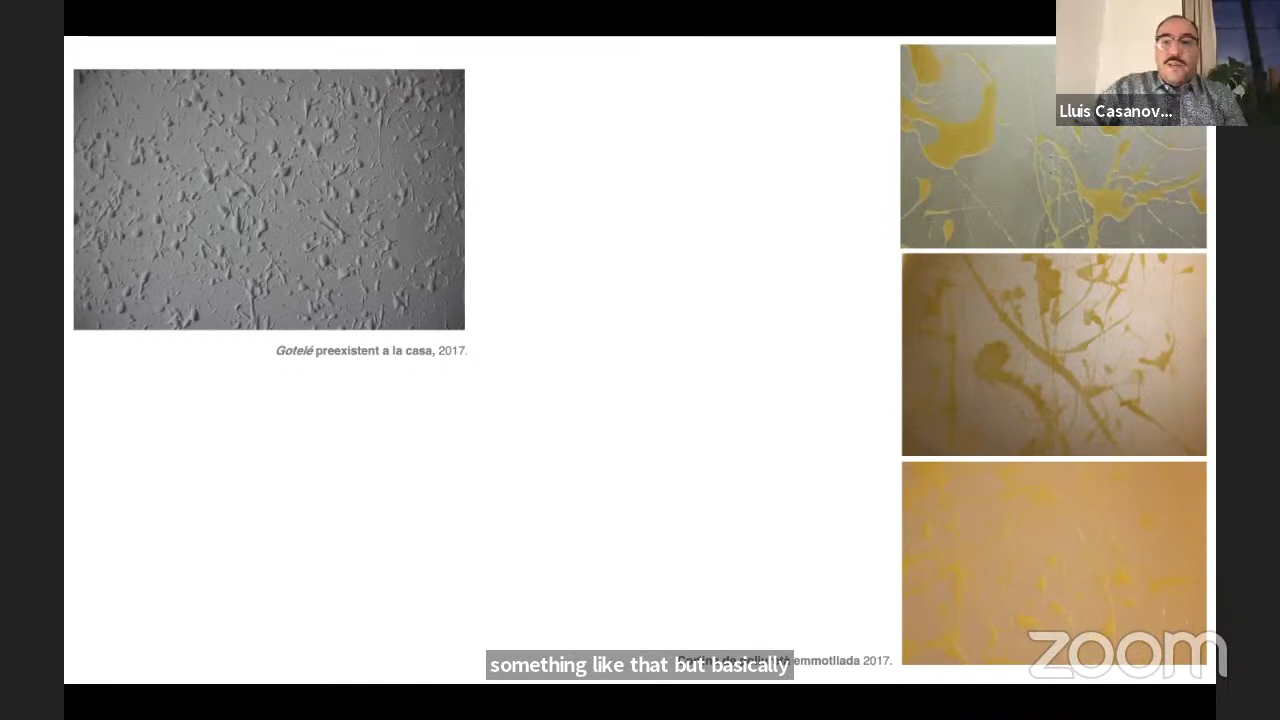 Lluis Casanov...
Gotelé preexistent a la casa, 2017.
emmotllada 2017.
something like that but basically
zoom